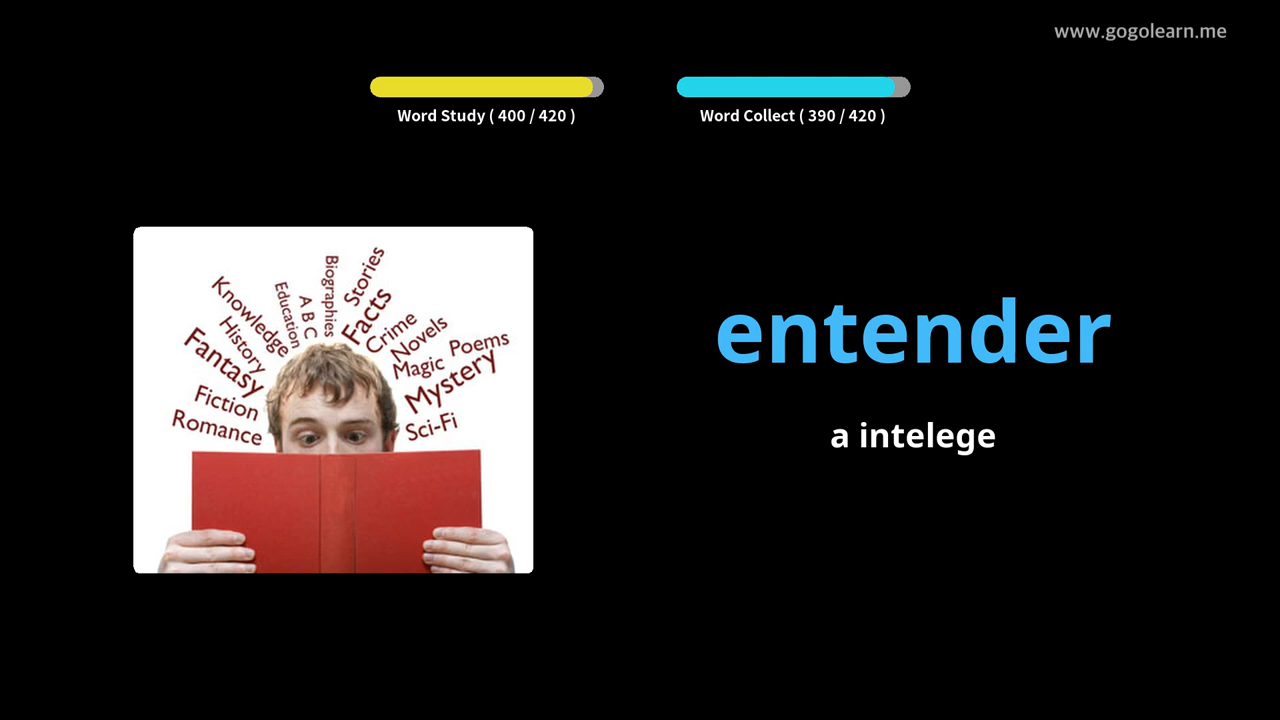 www.gogolearn.me
Word Study ( 400 / 420 )
Word Collect ( 390 / 420 )
Stories
Biographies
Facts
A B C
Education
Knowledge
Crime
Novels
History
Poems
Fantasy
Magic
Mystery
Fiction
Romance
Sci-Fi
entender
a intelege